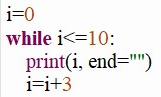 i=0
while i<=10:
    print(i, end="")
    i=i+3